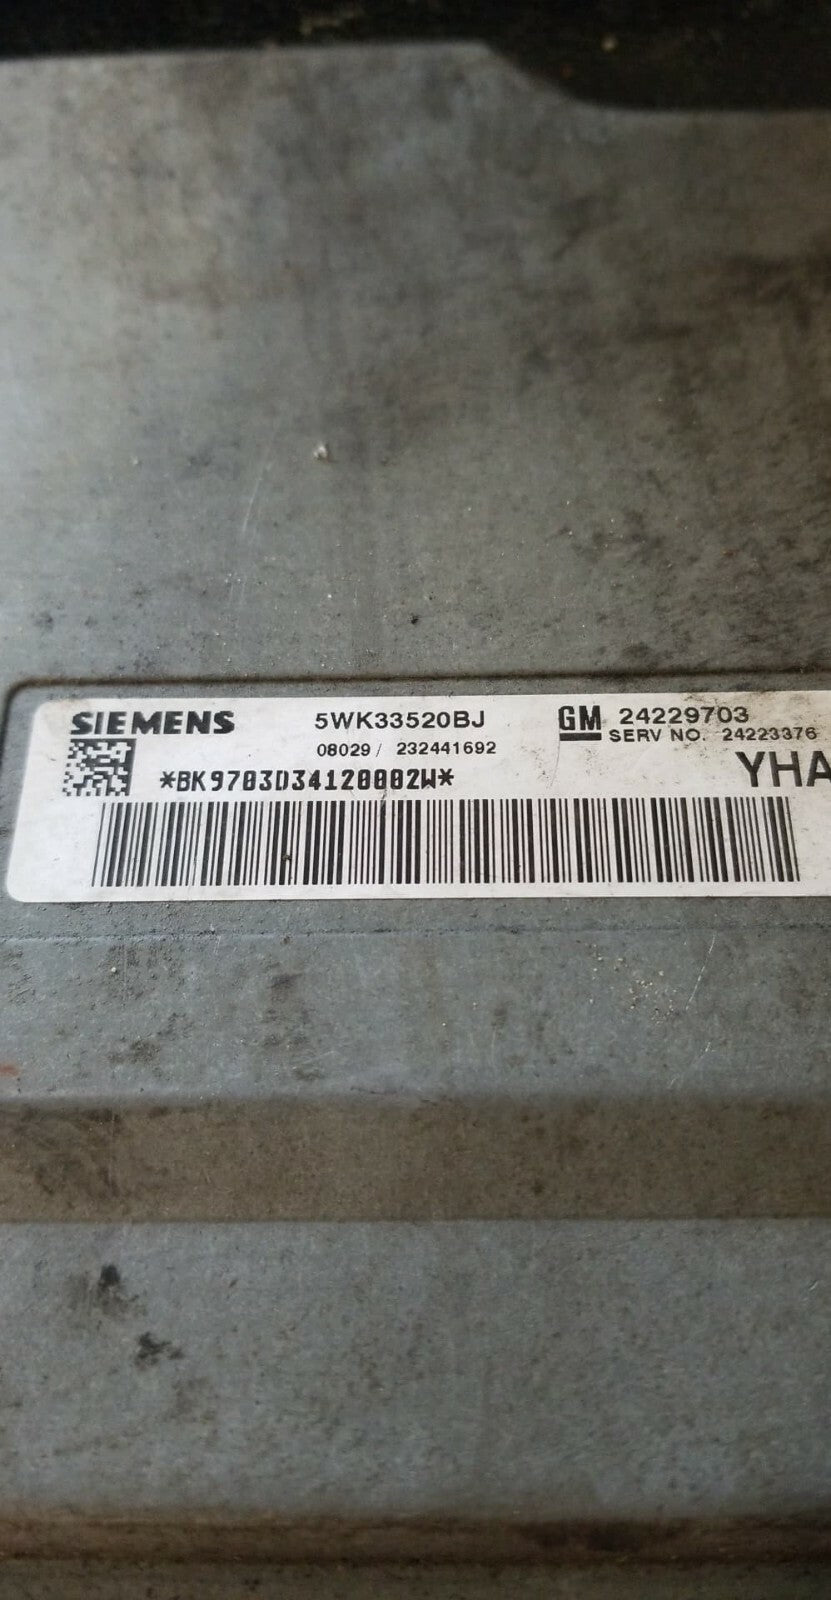 SIEMENS 5WK33520BJ GM 24229703
08029 / 232441692 SERV NO. 24223376
*BK9703D34120002W* YHA